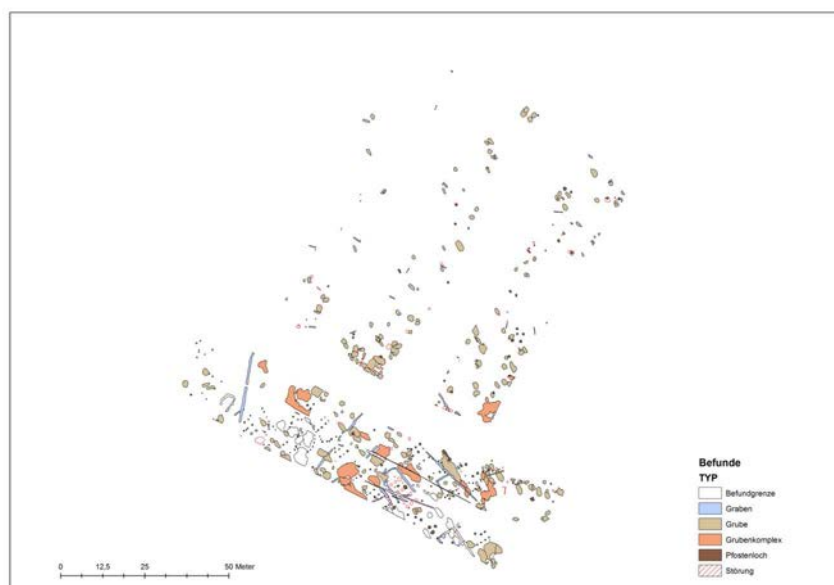 Befunde
TYP
Befundgrenze
Graben
Grube
Grubenkomplex
Pfostenloch
Störung
0 12,5 25 50 Meter